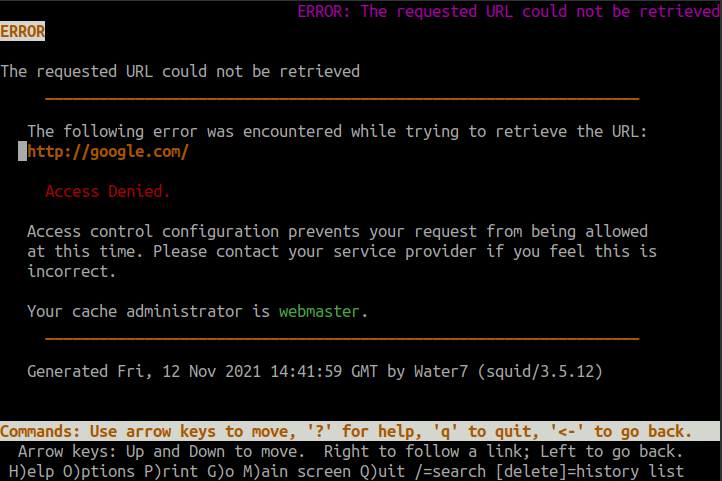 ERROR: The requested URL could not be retrieved
ERROR
The requested URL could not be retrieved
The following error was encountered while trying to retrieve the URL:
http://google.com/
Access Denied.
Access control configuration prevents your request from being allowed
at this time. Please contact your service provider if you feel this is
incorrect.
Your cache administrator is webmaster.
Generated Fri, 12 Nov 2021 14:41:59 GMT by Water7 (squid/3.5.12)
Commands: Use arrow keys to move, '?' for help, 'q' to quit, '<-' to go back.
Arrow keys: Up and Down to move.  Right to follow a link; Left to go back.
H)elp O)ptions P)rint G)o M)ain screen Q)uit /=search [delete]=history list